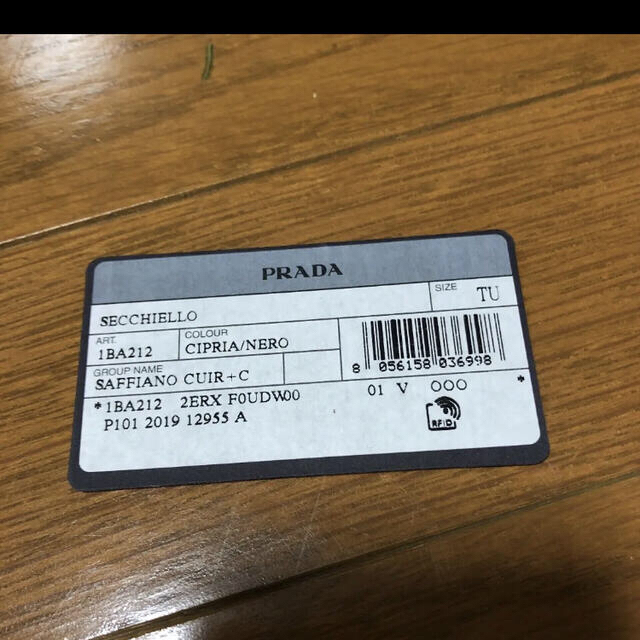 PRADA
SECCHIELLO
SIZE TU
ART. 1BA212
COLOUR CIPRIA/NERO
GROUP NAME
SAFFIANO CUIR+C
8 056158 036998
*1BA212 2ERX F0UDW00 01 V OOO *
P101 2019 12955 A
RFID